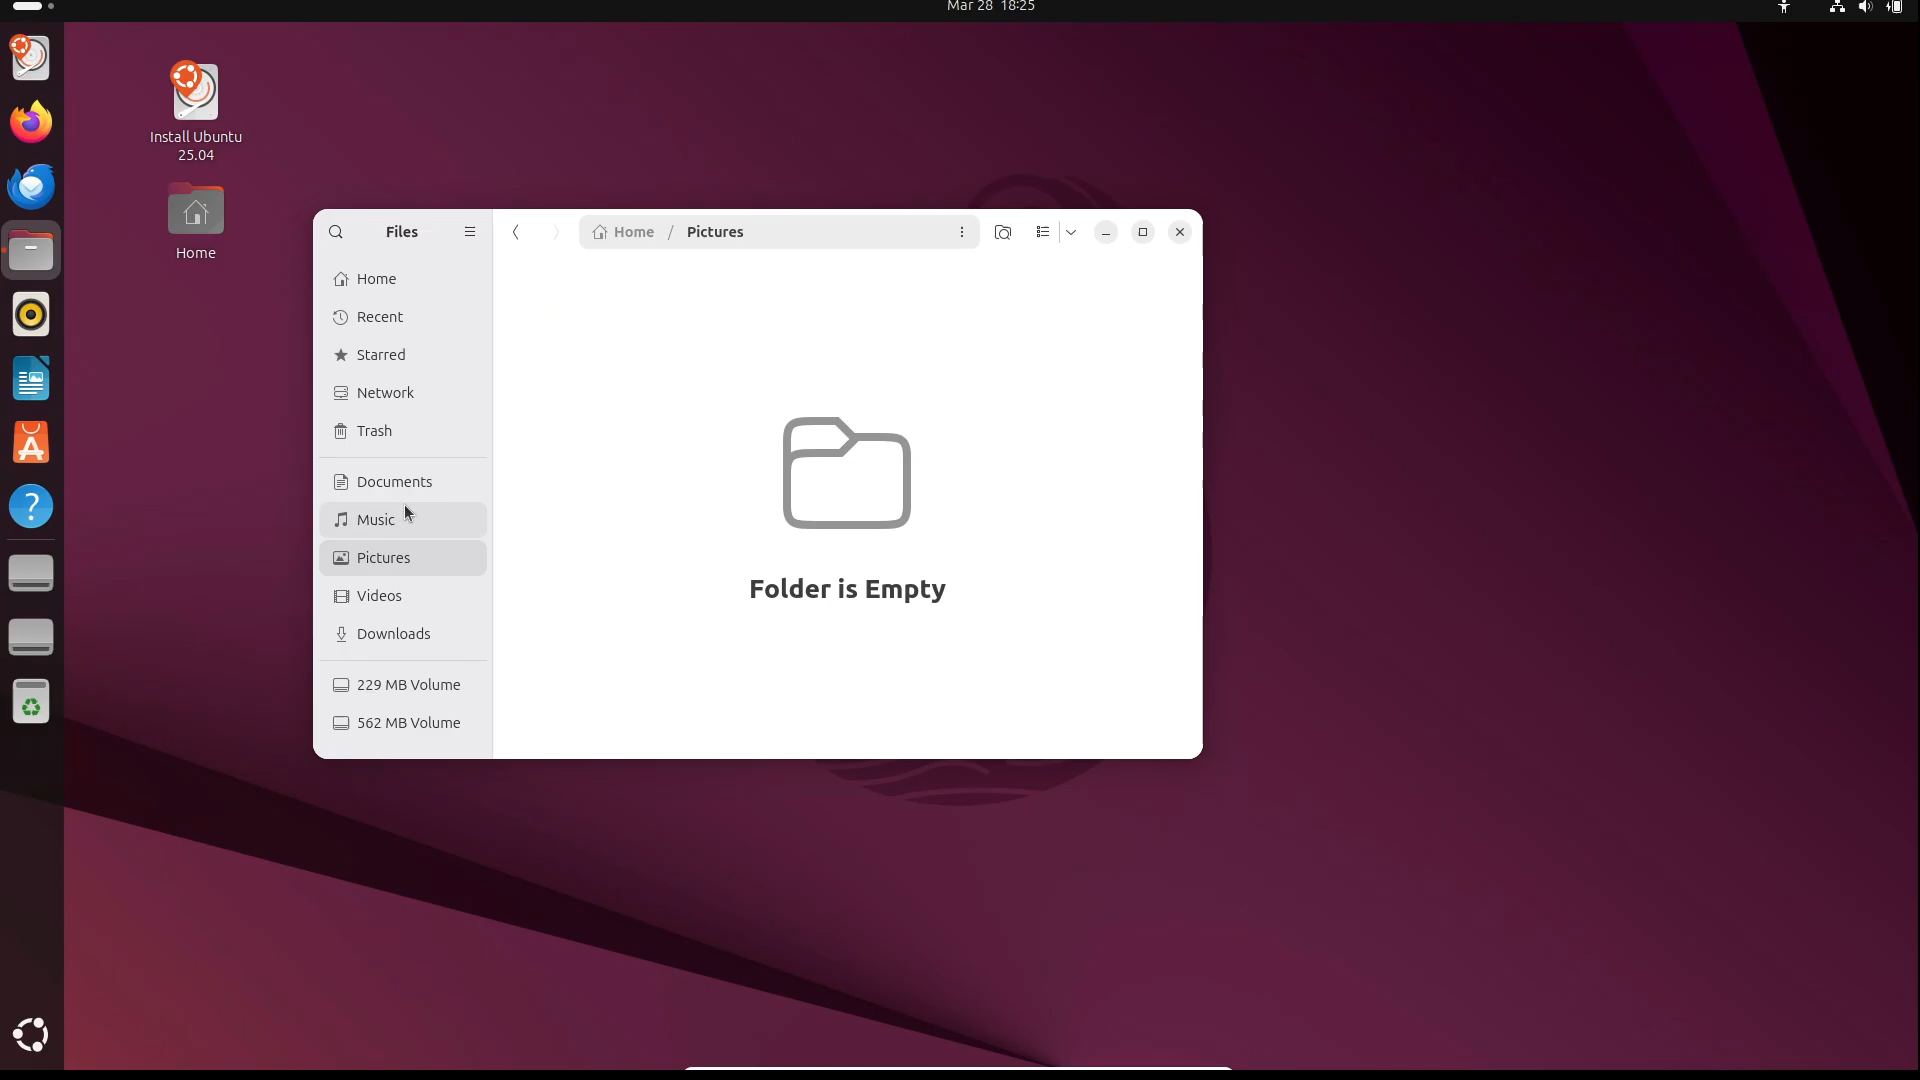 Mar 28 18:25
Install Ubuntu
25.04
Home
Files
Home / Pictures
Home
Recent
Starred
Network
Trash
Documents
Music
Pictures
Videos
Downloads
229 MB Volume
562 MB Volume
Folder is Empty